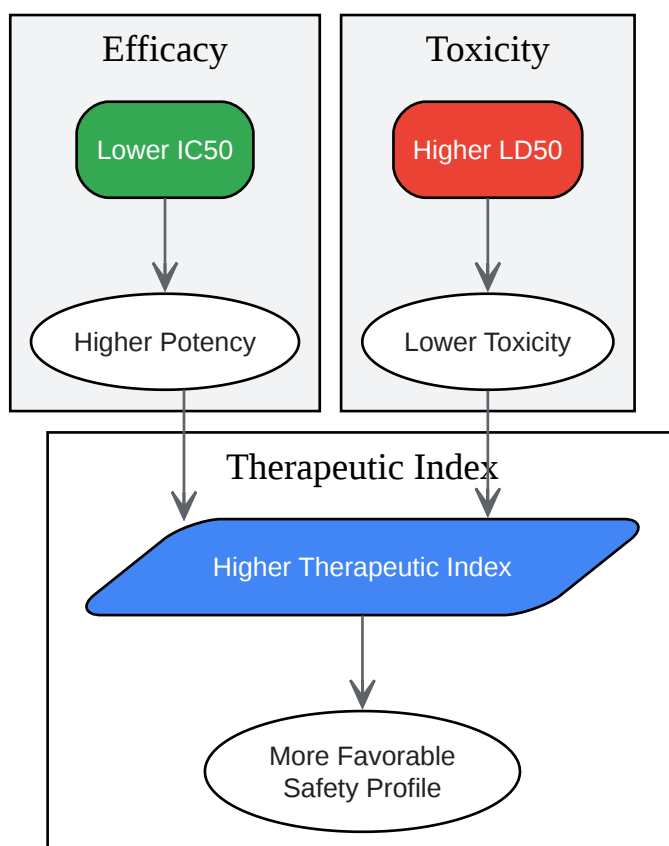 Efficacy
Toxicity
Lower IC50
Higher LD50
Higher Potency
Lower Toxicity
Therapeutic Index
Higher Therapeutic Index
More Favorable
Safety Profile